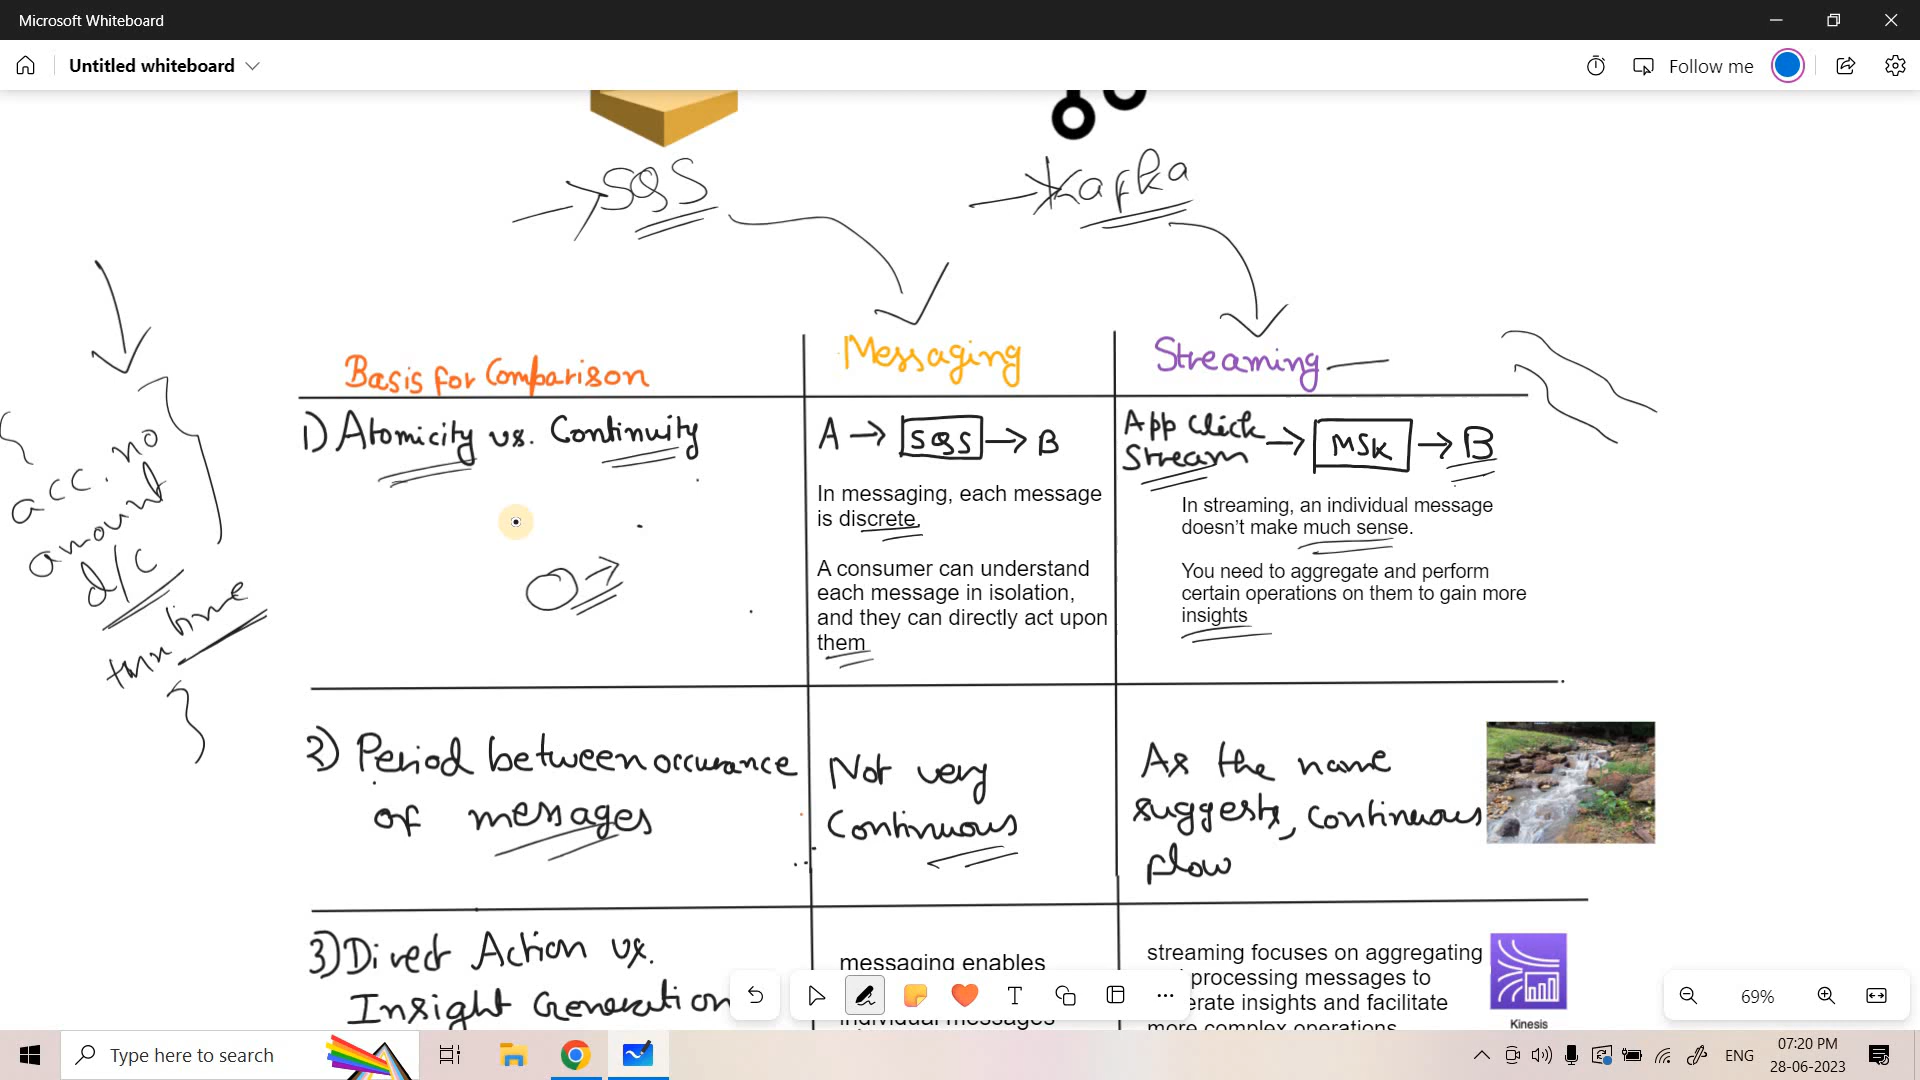 Microsoft Whiteboard
Untitled whiteboard
Follow me
SQS
Kafka
Basis for Comparison
Messaging
Streaming
1) Atomicity vs. Continuity
A → SQS → B
App Click
Stream → MSK → B
In messaging, each message
is discrete.
A consumer can understand
each message in isolation,
and they can directly act upon
them
In streaming, an individual message
doesn't make much sense.
You need to aggregate and perform
certain operations on them to gain more
insights
{
acc. no
amount
d/c
time
}
2) Period between occurance
of messages
Not very
Continuous
As the name
suggests, continuous
flow
3) Direct Action vs.
Insight Generation
messaging enables
individual messages
streaming focuses on aggregating
processing messages to
erate insights and facilitate
more complex operations
Kinesis
T
69%
Type here to search
ENG
07:20 PM
28-06-2023